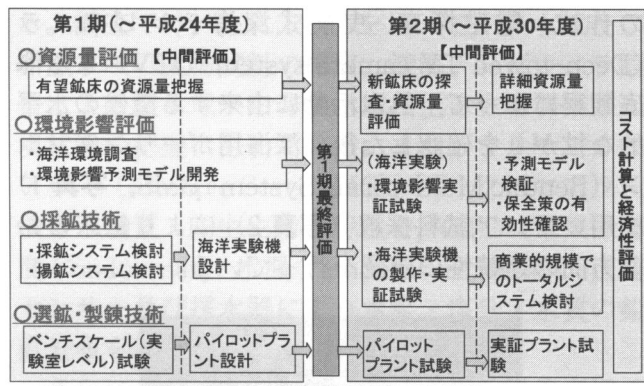 第1期(~平成24年度)
【中間評価】
○資源量評価
有望鉱床の資源量把握
○環境影響評価
・海洋環境調査
・環境影響予測モデル開発
○採鉱技術
・採鉱システム検討
・揚鉱システム検討
海洋実験機
設計
○選鉱・製錬技術
ベンチスケール(実
験室レベル)試験
パイロットプラ
ント設計
第1期最終評価
第2期(~平成30年度)
【中間評価】
新鉱床の探
査・資源量
評価
詳細資源量
把握
(海洋実験)
・環境影響実
証試験
・予測モデル
検証
・保全策の有
効性確認
・海洋実験機
の製作・実
証試験
商業的規模で
のトータルシ
ステム検討
パイロット
プラント試験
実証プラント試
験
コスト計算と経済性評価